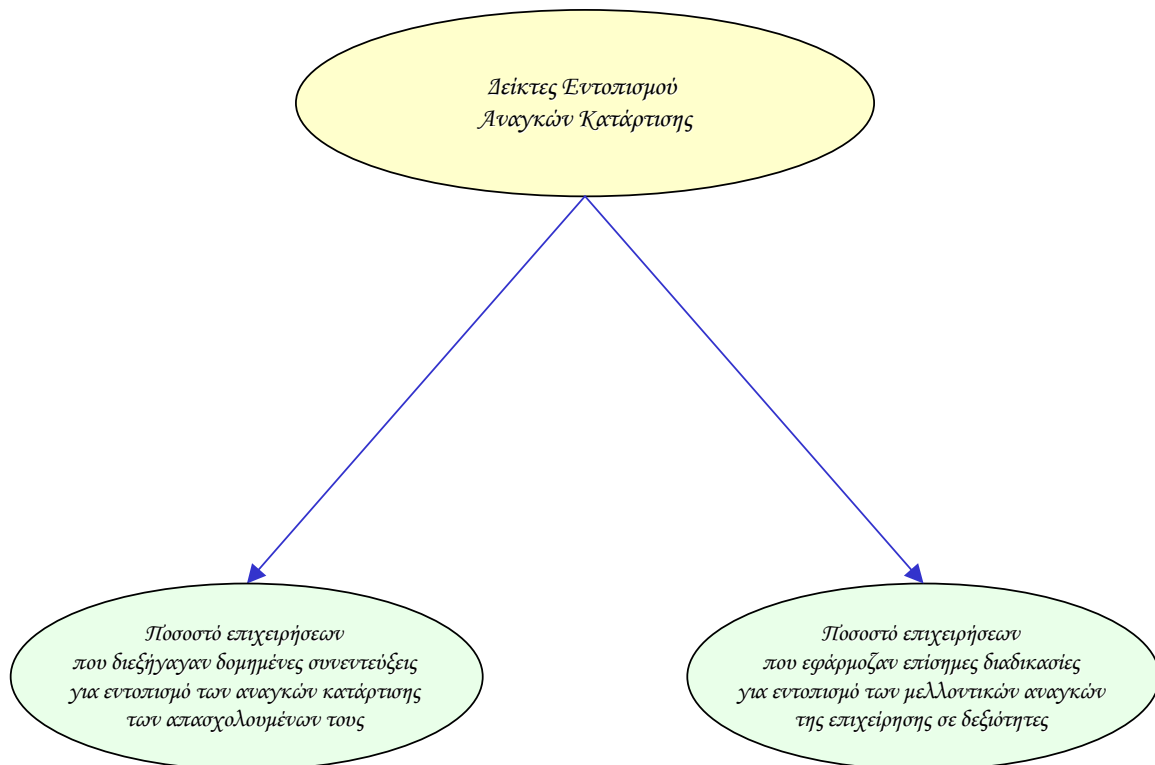 Δείκτες Εντοπισμού
Αναγκών Κατάρτισης
Ποσοστό επιχειρήσεων
που διεξήγαγαν δομημένες συνεντεύξεις
για εντοπισμό των αναγκών κατάρτισης
των απασχολουμένων τους
Ποσοστό επιχειρήσεων
που εφάρμοζαν επίσημες διαδικασίες
για εντοπισμό των μελλοντικών αναγκών
της επιχείρησης σε δεξιότητες